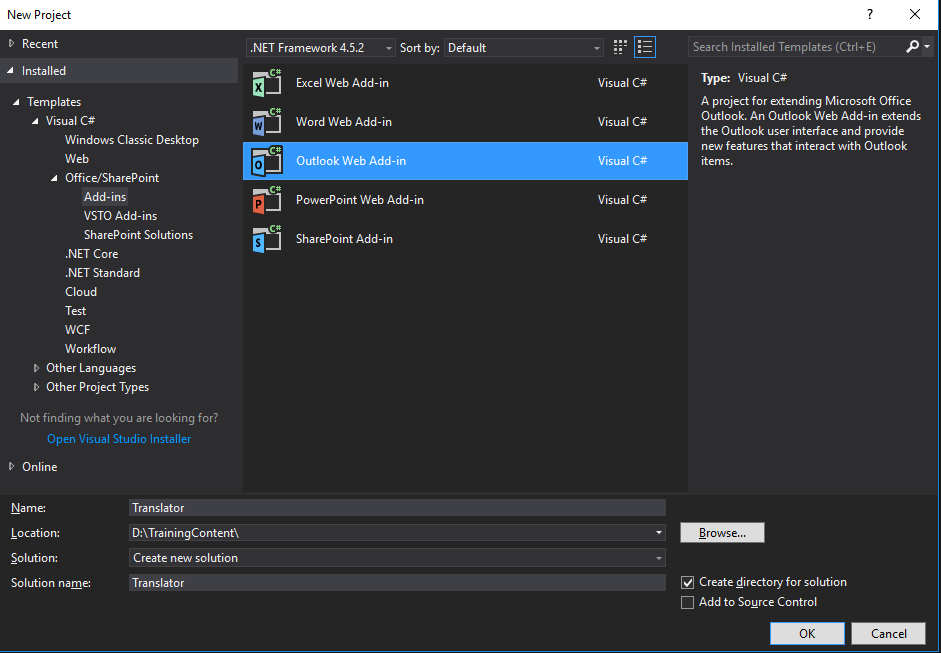 New Project
?
Recent
Installed
Templates
Visual C#
Windows Classic Desktop
Web
Office/SharePoint
Add-ins
VSTO Add-ins
SharePoint Solutions
.NET Core
.NET Standard
Cloud
Test
WCF
Workflow
Other Languages
Other Project Types
Not finding what you are looking for?
Open Visual Studio Installer
Online
.NET Framework 4.5.2 Sort by: Default
C# X Excel Web Add-in Visual C#
C# W Word Web Add-in Visual C#
C# O Outlook Web Add-in Visual C#
C# P PowerPoint Web Add-in Visual C#
C# S SharePoint Add-in Visual C#
Search Installed Templates (Ctrl+E)
Type: Visual C#
A project for extending Microsoft Office
Outlook. An Outlook Web Add-in extends
the Outlook user interface and provide
new features that interact with Outlook
items.
Name: Translator
Location: D:\TrainingContent\ Browse...
Solution: Create new solution
Solution name: Translator
Create directory for solution
Add to Source Control
OK Cancel